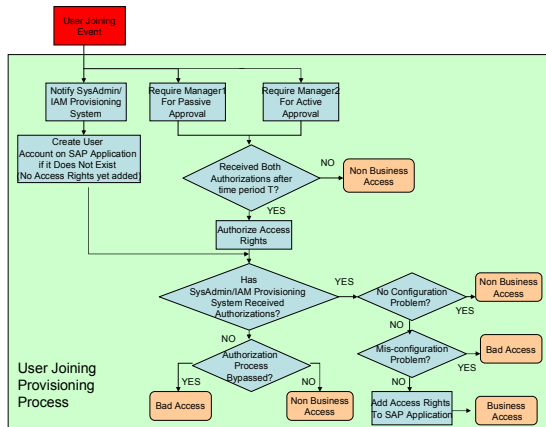 User Joining
Event
Notify SysAdmin/
IAM Provisioning
System
Require Manager1
For Passive
Approval
Require Manager2
For Active
Approval
Create User
Account on SAP Application
if it Does Not Exist
(No Access Rights yet added)
Received Both
Authorizations after
time period T?
NO
Non Business
Access
YES
Authorize Access
Rights
Has
SysAdmin/IAM Provisioning
System Received
Authorizations?
YES
No Configuration
Problem?
YES
Non Business
Access
NO
NO
Mis-configuration
Problem?
YES
Bad Access
Authorization
Process
Bypassed?
YES
NO
Bad Access
Non Business
Access
NO
Add Access Rights
To SAP Application
Business
Access
User Joining
Provisioning
Process